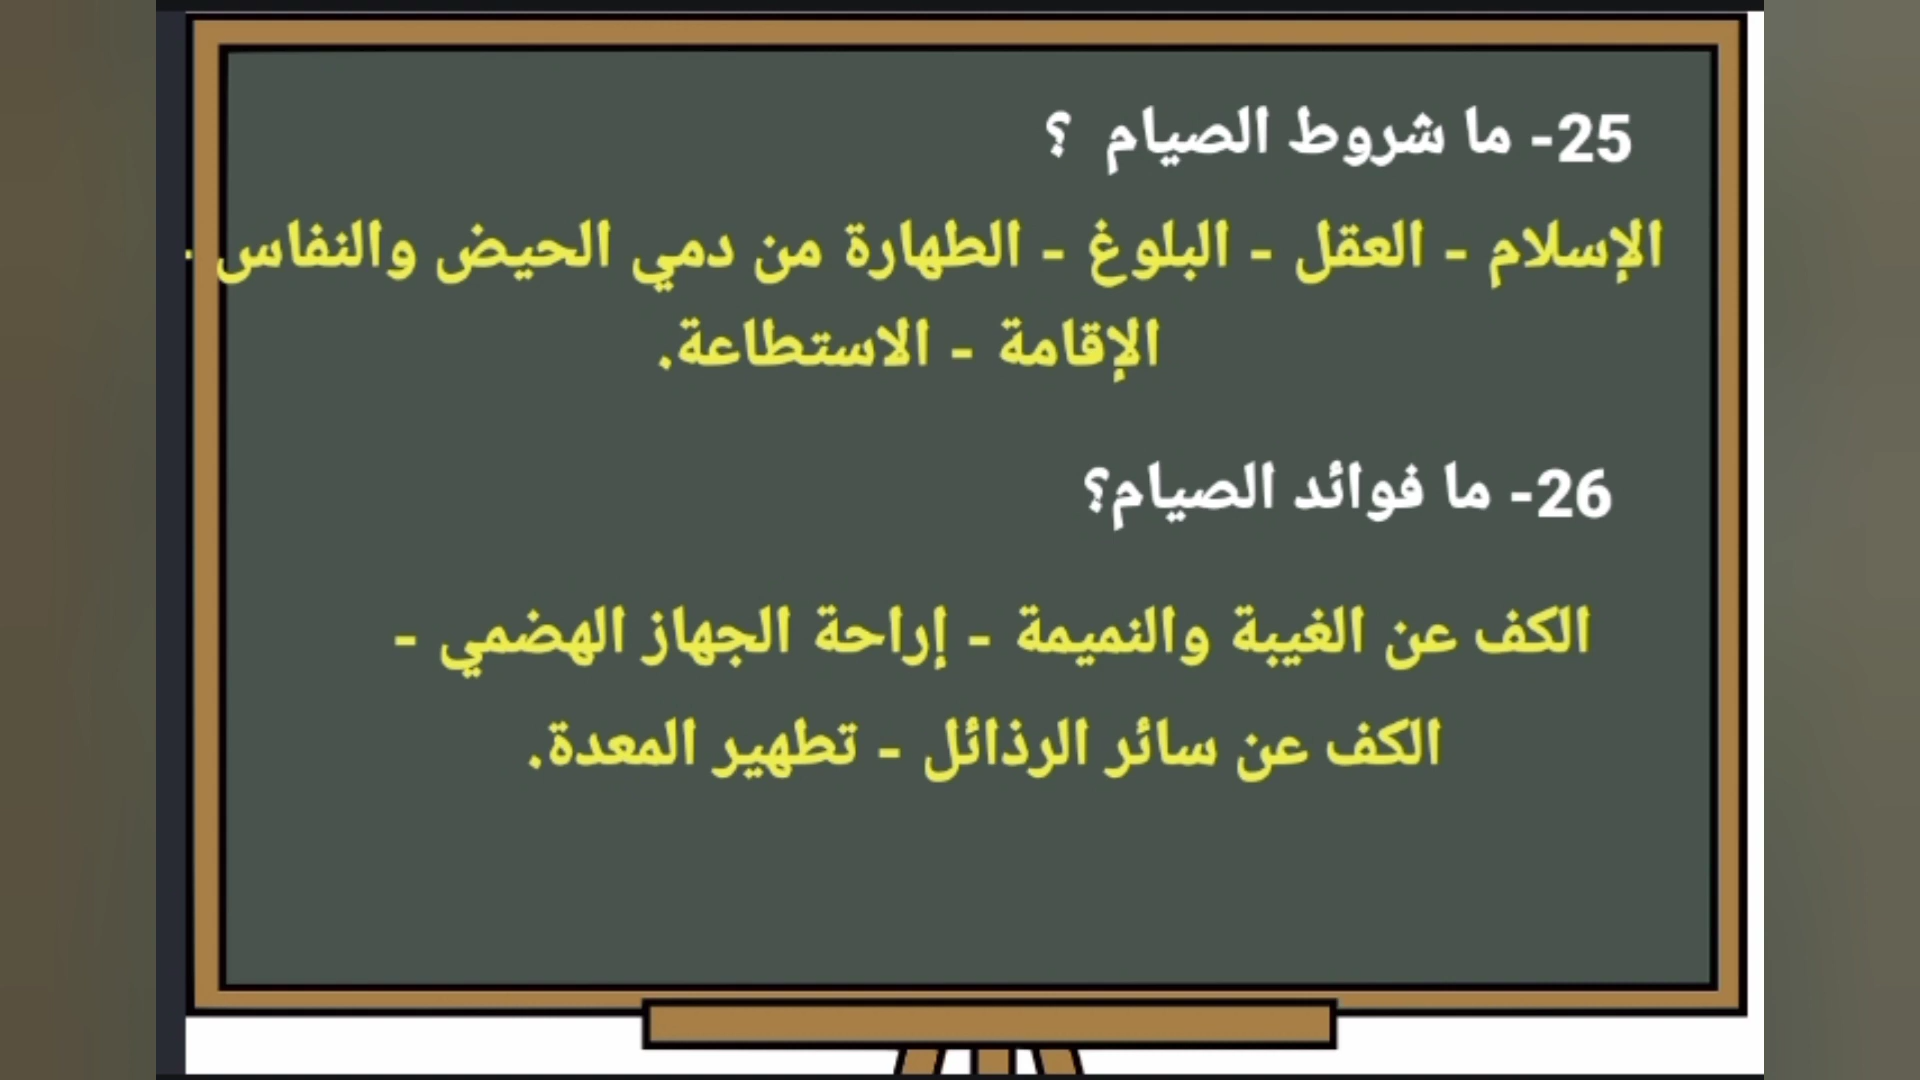 25- ما شروط الصيام ؟
الإسلام - العقل - البلوغ - الطهارة من دمي الحيض والنفاس -
الإقامة - الاستطاعة.
26- ما فوائد الصيام؟
الكف عن الغيبة والنميمة - إراحة الجهاز الهضمي -
الكف عن سائر الرذائل - تطهير المعدة.